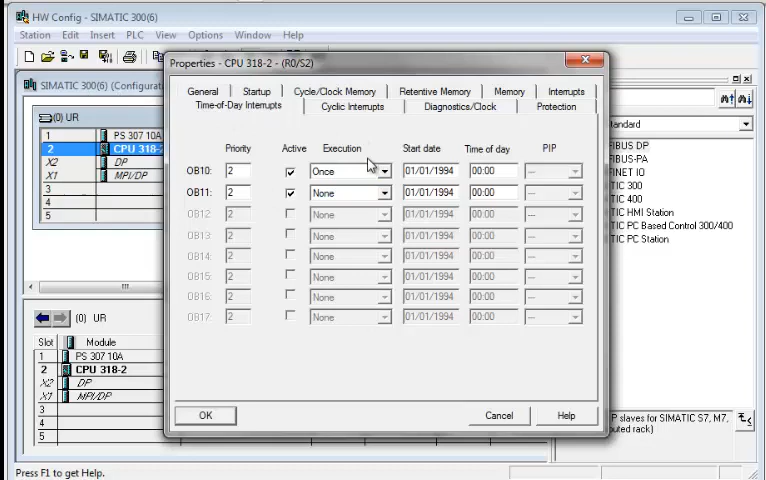 HW Config - SIMATIC 300(6)
Station Edit Insert PLC View Options Window Help
Properties - CPU 318-2 - (R0/S2)
SIMATIC 300(6) (Configurat
(0) UR
1 PS 307 10A
2 CPU 318-2
X2 DP
X1 MPI/DP
3
4
5
General Startup Cycle/Clock Memory Retentive Memory Memory Interrupts
Time-of-Day Interrupts Cyclic Interrupts Diagnostics/Clock Protection
Priority Active Execution Start date Time of day PIP
OB10: 2 Once 01/01/1994 00:00 ---
OB11: 2 None 01/01/1994 00:00 ---
OB12: 2 None 01/01/1994 00:00 ---
OB13: 2 None 01/01/1994 00:00 ---
OB14: 2 None 01/01/1994 00:00 ---
OB15: 2 None 01/01/1994 00:00 ---
OB16: 2 None 01/01/1994 00:00 ---
OB17: 2 None 01/01/1994 00:00 ---
OK Cancel Help
tandard
FIBUS DP
FIBUS-PA
FINET IO
TIC 300
TIC 400
TIC HMI Station
TIC PC Based Control 300/400
TIC PC Station
(0) UR
Slot Module
1 PS 307 10A
2 CPU 318-2
X2 DP
X1 MPI/DP
3
4
5
P slaves for SIMATIC S7, M7,
buted rack)
Press F1 to get Help.